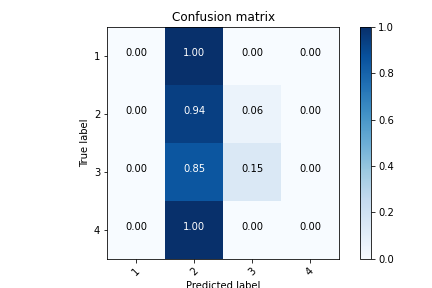 Confusion matrix
1.0
1 0.00 1.00 0.00 0.00
0.8
2 0.00 0.94 0.06 0.00
0.6
True label
0.4
3 0.00 0.85 0.15 0.00
0.2
4 0.00 1.00 0.00 0.00
0.0
1 2 3 4
Predicted label